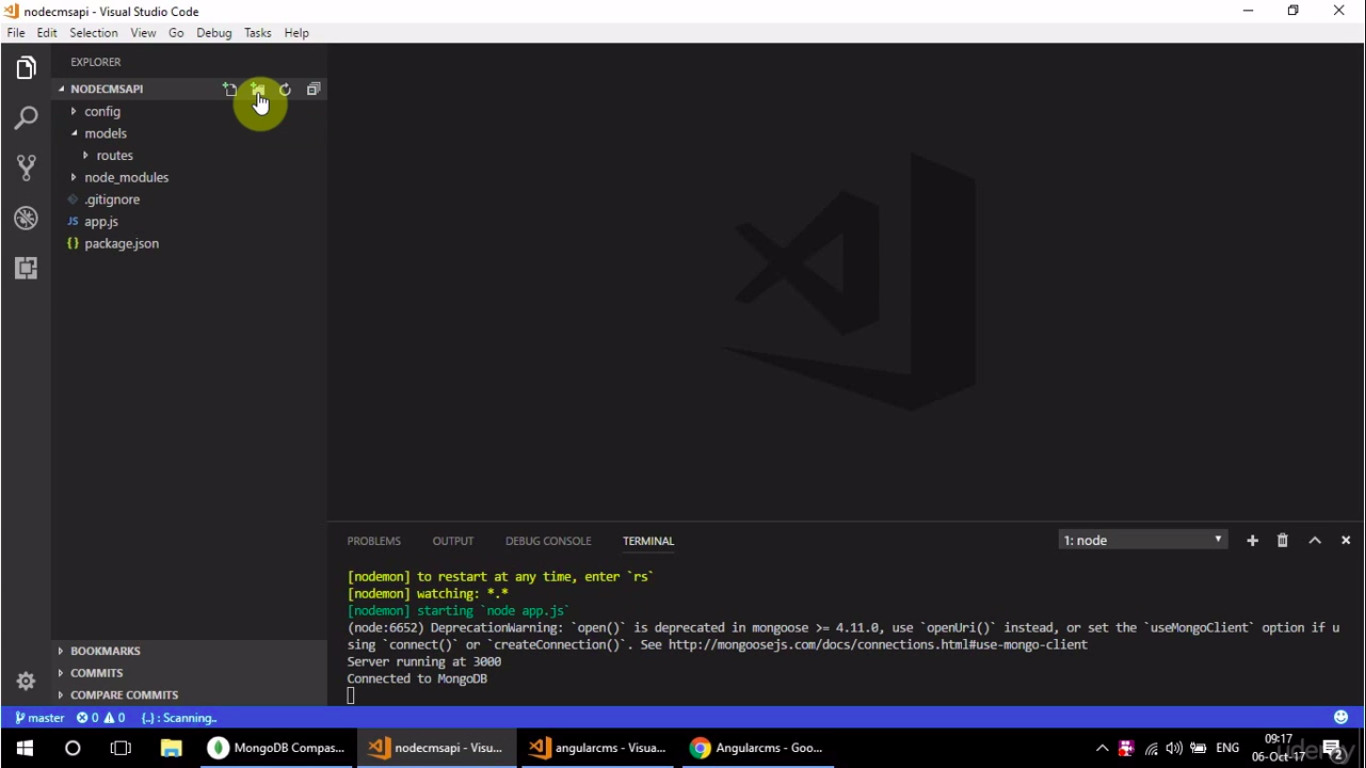 nodecmsapi - Visual Studio Code
File Edit Selection View Go Debug Tasks Help
EXPLORER
NODECMSAPI
config
models
routes
node_modules
.gitignore
JS app.js
{} package.json
BOOKMARKS
COMMITS
COMPARE COMMITS
PROBLEMS OUTPUT DEBUG CONSOLE TERMINAL
1: node
[nodemon] to restart at any time, enter `rs`
[nodemon] watching: *.*
[nodemon] starting `node app.js`
(node:6652) DeprecationWarning: `open()` is deprecated in mongoose >= 4.11.0, use `openUri()` instead, or set the `useMongoClient` option if u
sing `connect()` or `createConnection()`. See http://mongoosejs.com/docs/connections.html#use-mongo-client
Server running at 3000
Connected to MongoDB
master 0 0 {..} : Scanning..
MongoDB Compas... nodecmsapi - Visu... angularcms - Visua... Angularcms - Goo... ENG
09:17
06-Oct-17
2
udemy